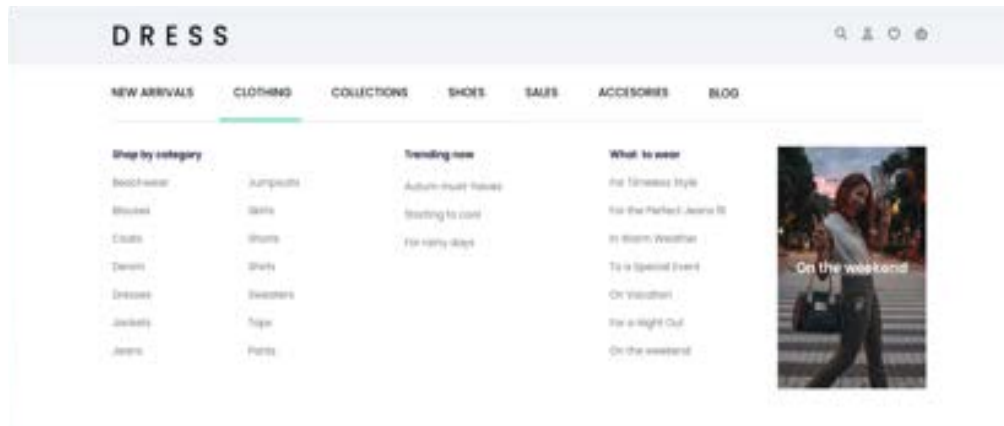 DRESS
NEW ARRIVALS CLOTHING COLLECTIONS SHOES SALES ACCESORIES BLOG
Shop by category
Beachwear
Blouses
Coats
Denim
Dresses
Jackets
Jeans
Jumpsuits
Skirts
Shorts
Shirts
Sweaters
Tops
Pants
Trending now
Autum must haves
Starting to cool
For rainy days
What to wear
For Timeless Style
For the Perfect Jeans fit
In Warm Weather
To a Special Event
On Vacation
For a Night Out
On the weekend
On the weekend